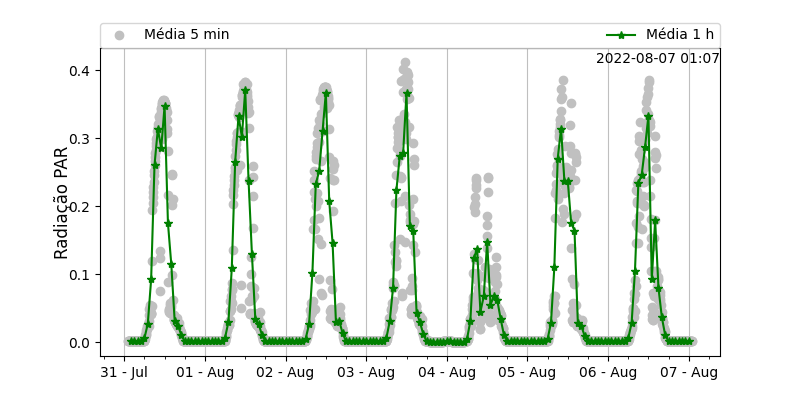 Média 5 min
Média 1 h
2022-08-07 01:07
Radiação PAR
0.4
0.3
0.2
0.1
0.0
31 - Jul
01 - Aug
02 - Aug
03 - Aug
04 - Aug
05 - Aug
06 - Aug
07 - Aug